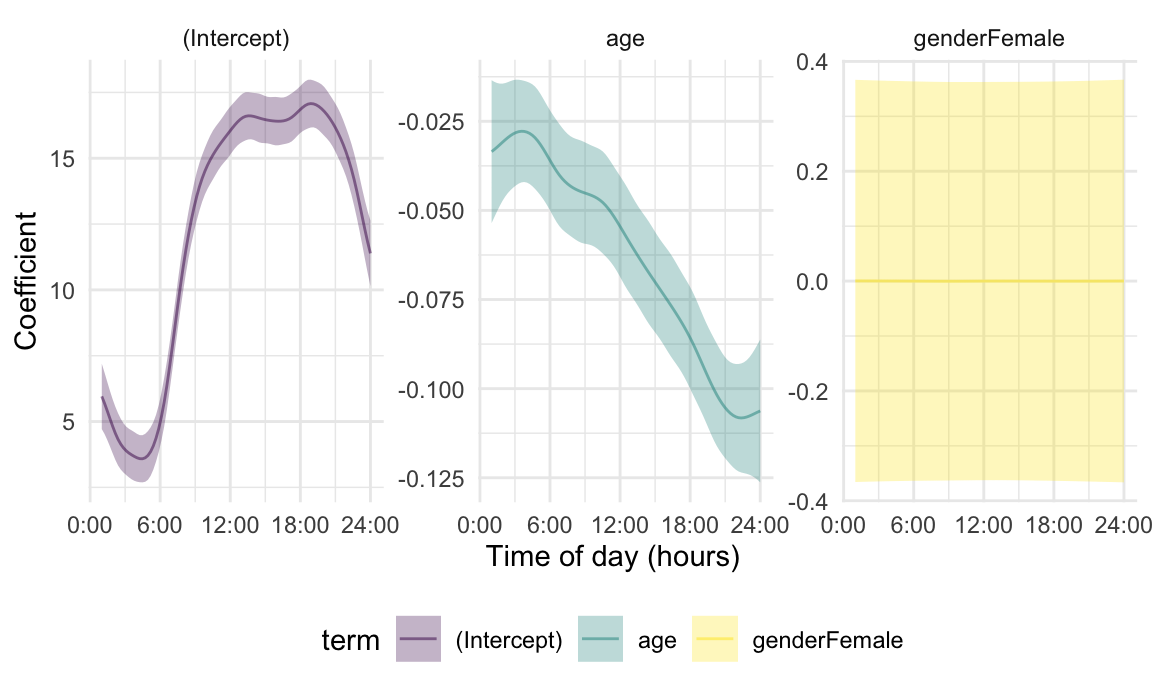 (Intercept) age genderFemale
Coefficient
15
10
5
-0.025
-0.050
-0.075
-0.100
-0.125
0.4
0.2
0.0
-0.2
-0.4
0:00 6:00 12:00 18:00 24:00
0:00 6:00 12:00 18:00 24:00
0:00 6:00 12:00 18:00 24:00
Time of day (hours)
term (Intercept) age genderFemale